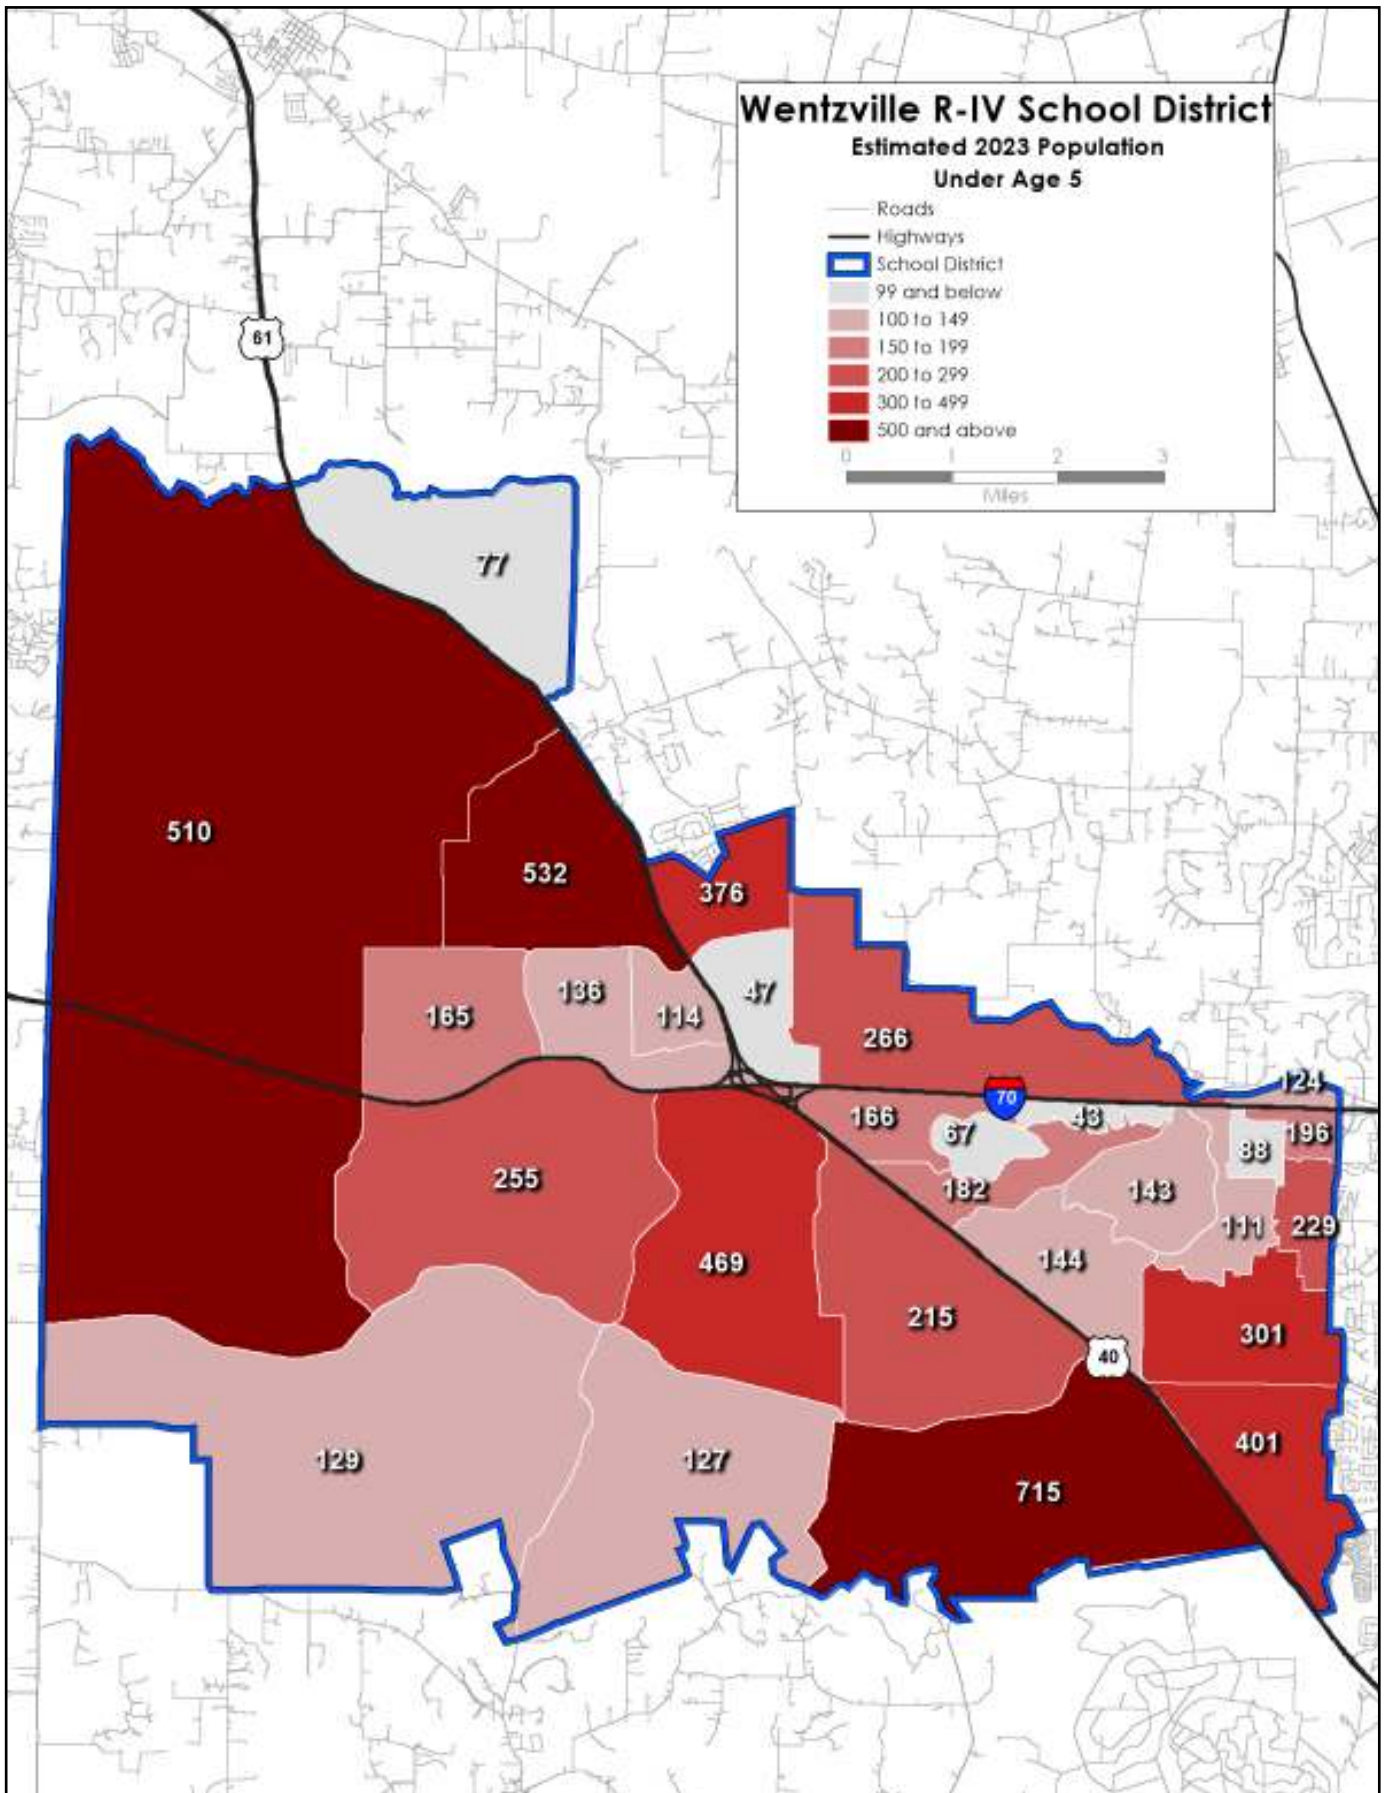 Wentzville R-IV School District
Estimated 2023 Population
Under Age 5
Roads
Highways
School District
99 and below
100 to 149
150 to 199
200 to 299
300 to 499
500 and above
0 1 2 3
Miles
61
77
510
532
376
136
47
165
114
266
124
70
166
43
67
196
88
255
182
143
111
229
144
469
215
301
40
401
129
127
715